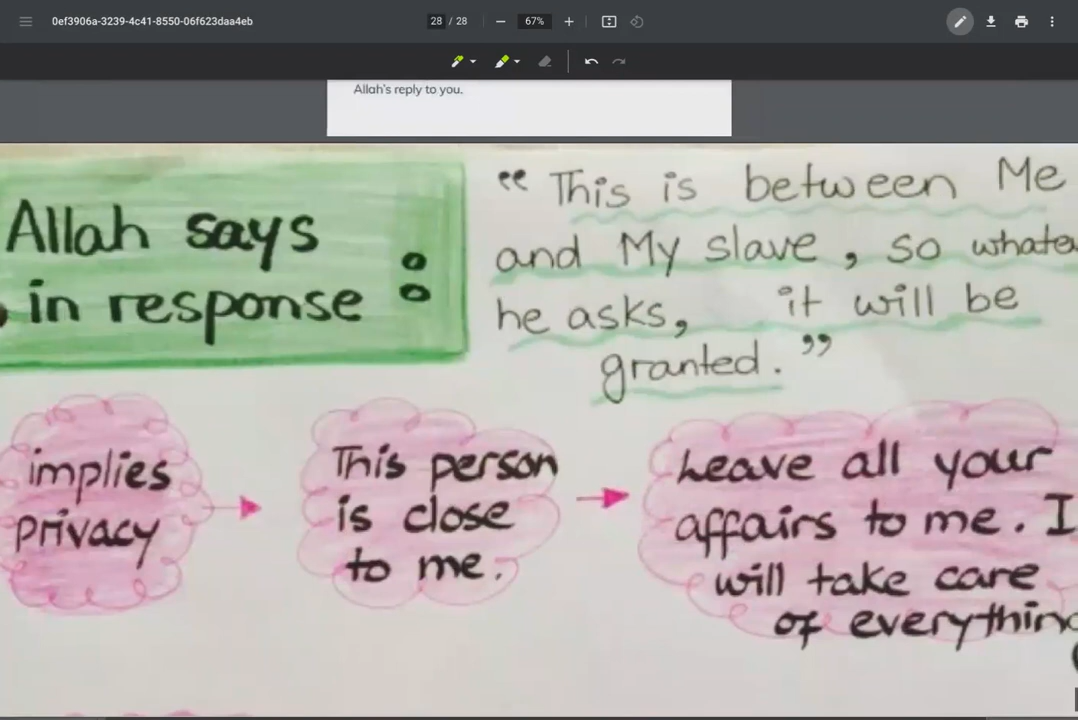 0ef3906a-3239-4c41-8550-06f623daa4eb
28 / 28
67%
Allah's reply to you.
Allah says
in response :
“ This is between Me
and My slave, so
he asks, it will be
granted. ”
implies
privacy
This person
is close
to me.
Leave all your
affairs to me. I
will take care
of